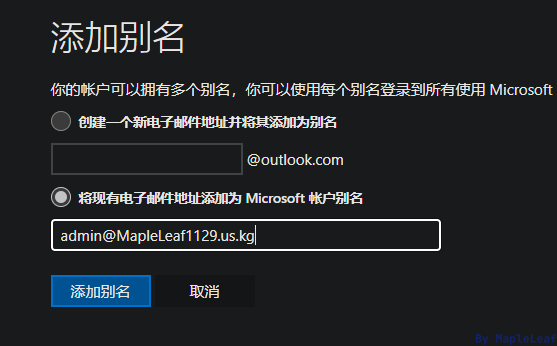 添加别名
你的帐户可以拥有多个别名，你可以使用每个别名登录到所有使用 Microsoft
创建一个新电子邮件地址并将其添加为别名
@outlook.com
将现有电子邮件地址添加为 Microsoft 帐户别名
admin@MapleLeaf1129.us.kg
添加别名 取消
By MapleLeaf